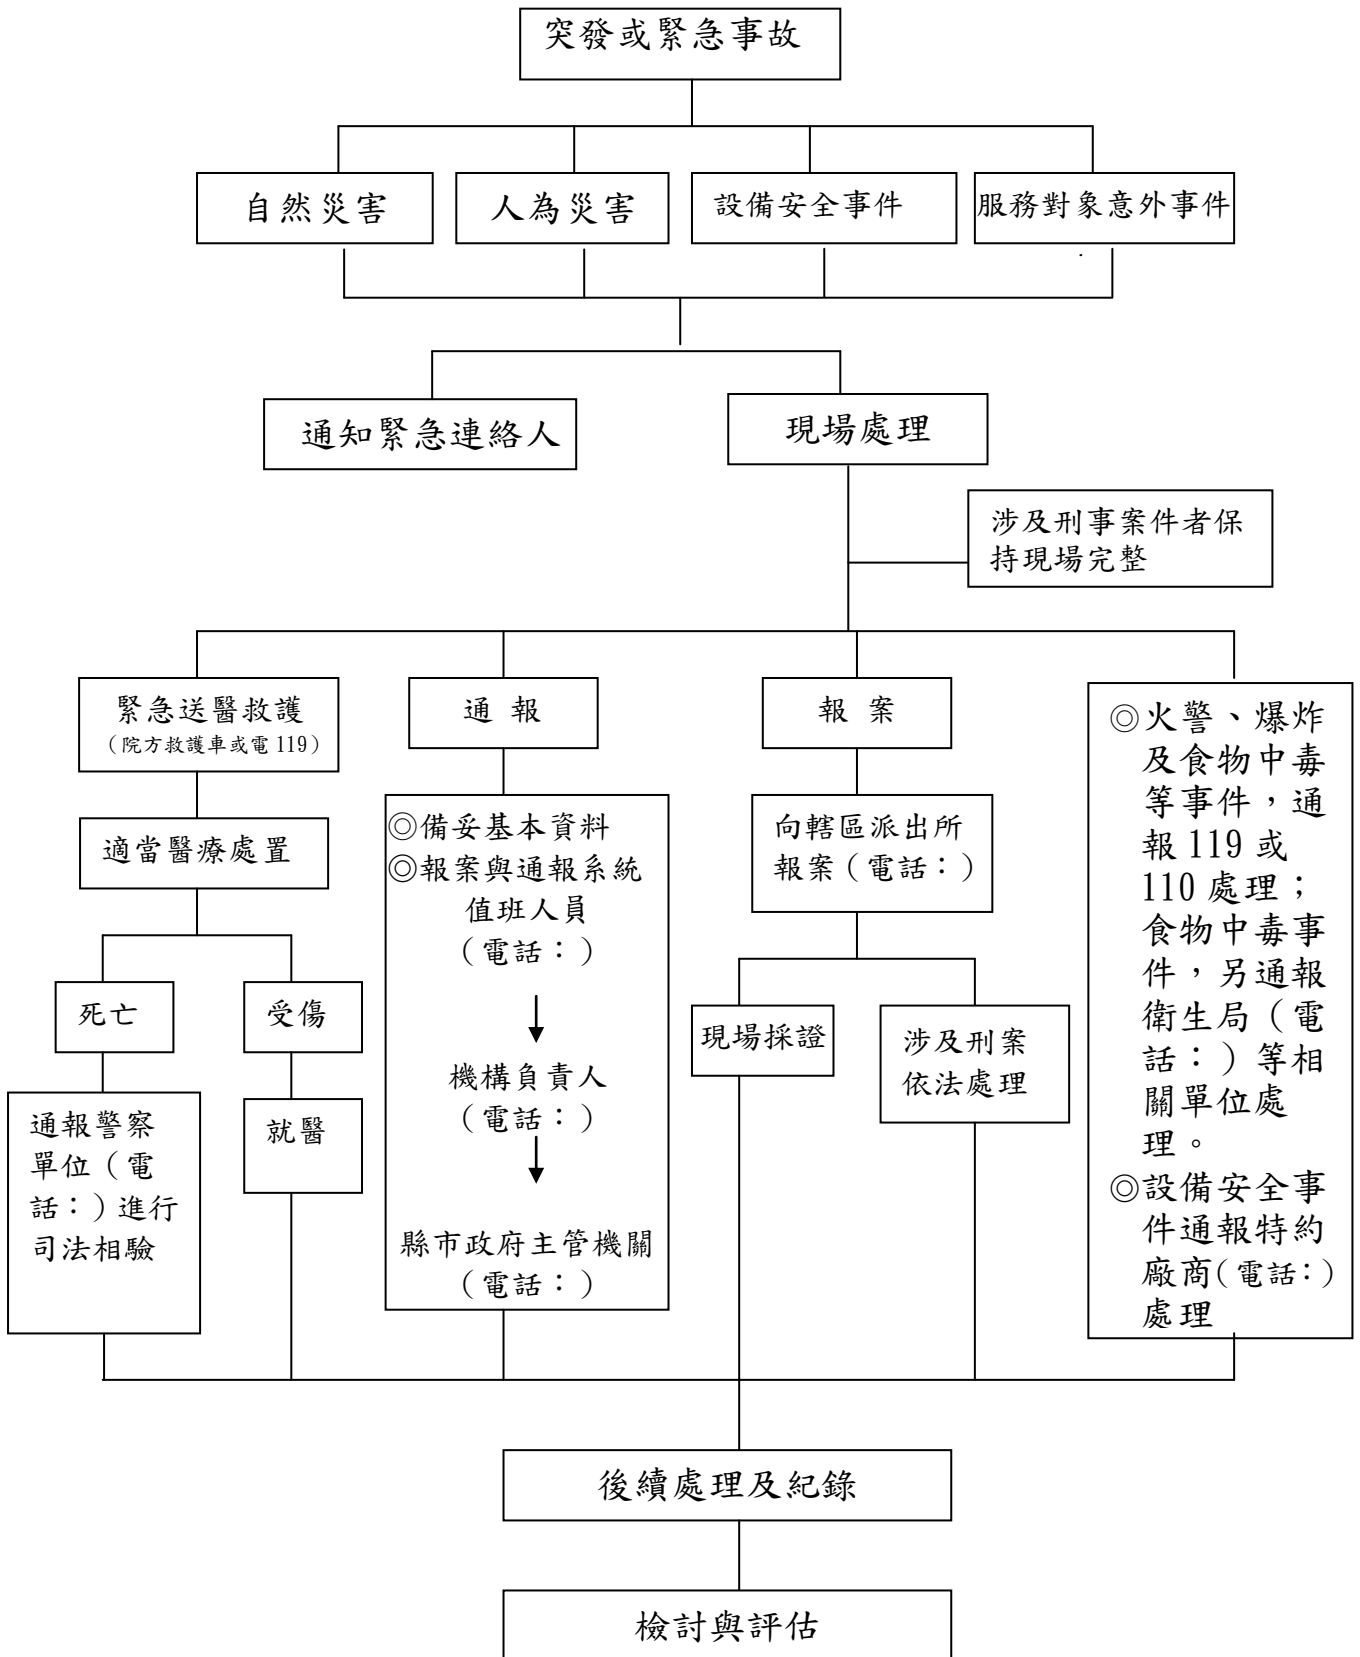 突發或緊急事故
自然災害
人為災害
設備安全事件
服務對象意外事件
通知緊急連絡人
現場處理
涉及刑事案件者保
持現場完整
緊急送醫救護
（院方救護車或電 119）
適當醫療處置
死亡
受傷
通報警察
單位（電
話：）進行
司法相驗
就醫
通 報
◎備妥基本資料
◎報案與通報系統
值班人員
（電話：）
機構負責人
（電話：）
縣市政府主管機關
（電話：）
報 案
向轄區派出所
報案（電話：）
現場採證
涉及刑案
依法處理
◎火警、爆炸
及食物中毒
等事件，通
報 119 或
110 處理；
食物中毒事
件，另通報
衛生局（電
話：）等相
關單位處
理。
◎設備安全事
件通報特約
廠商(電話：)
處理
後續處理及紀錄
檢討與評估